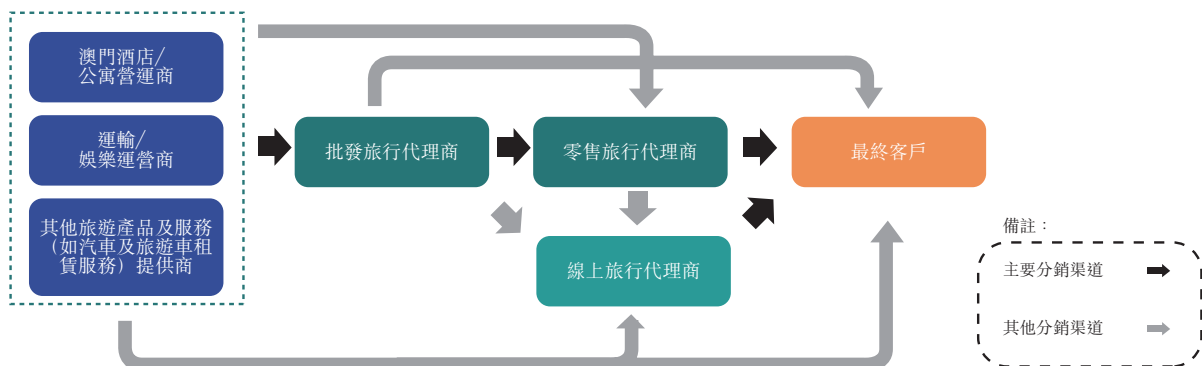 澳門酒店/
公寓營運商
運輸/
娛樂運營商
其他旅遊產品及服務
（如汽車及旅遊車租
賃服務）提供商
批發旅行代理商
零售旅行代理商
線上旅行代理商
最終客戶
備註：
主要分銷渠道
其他分銷渠道